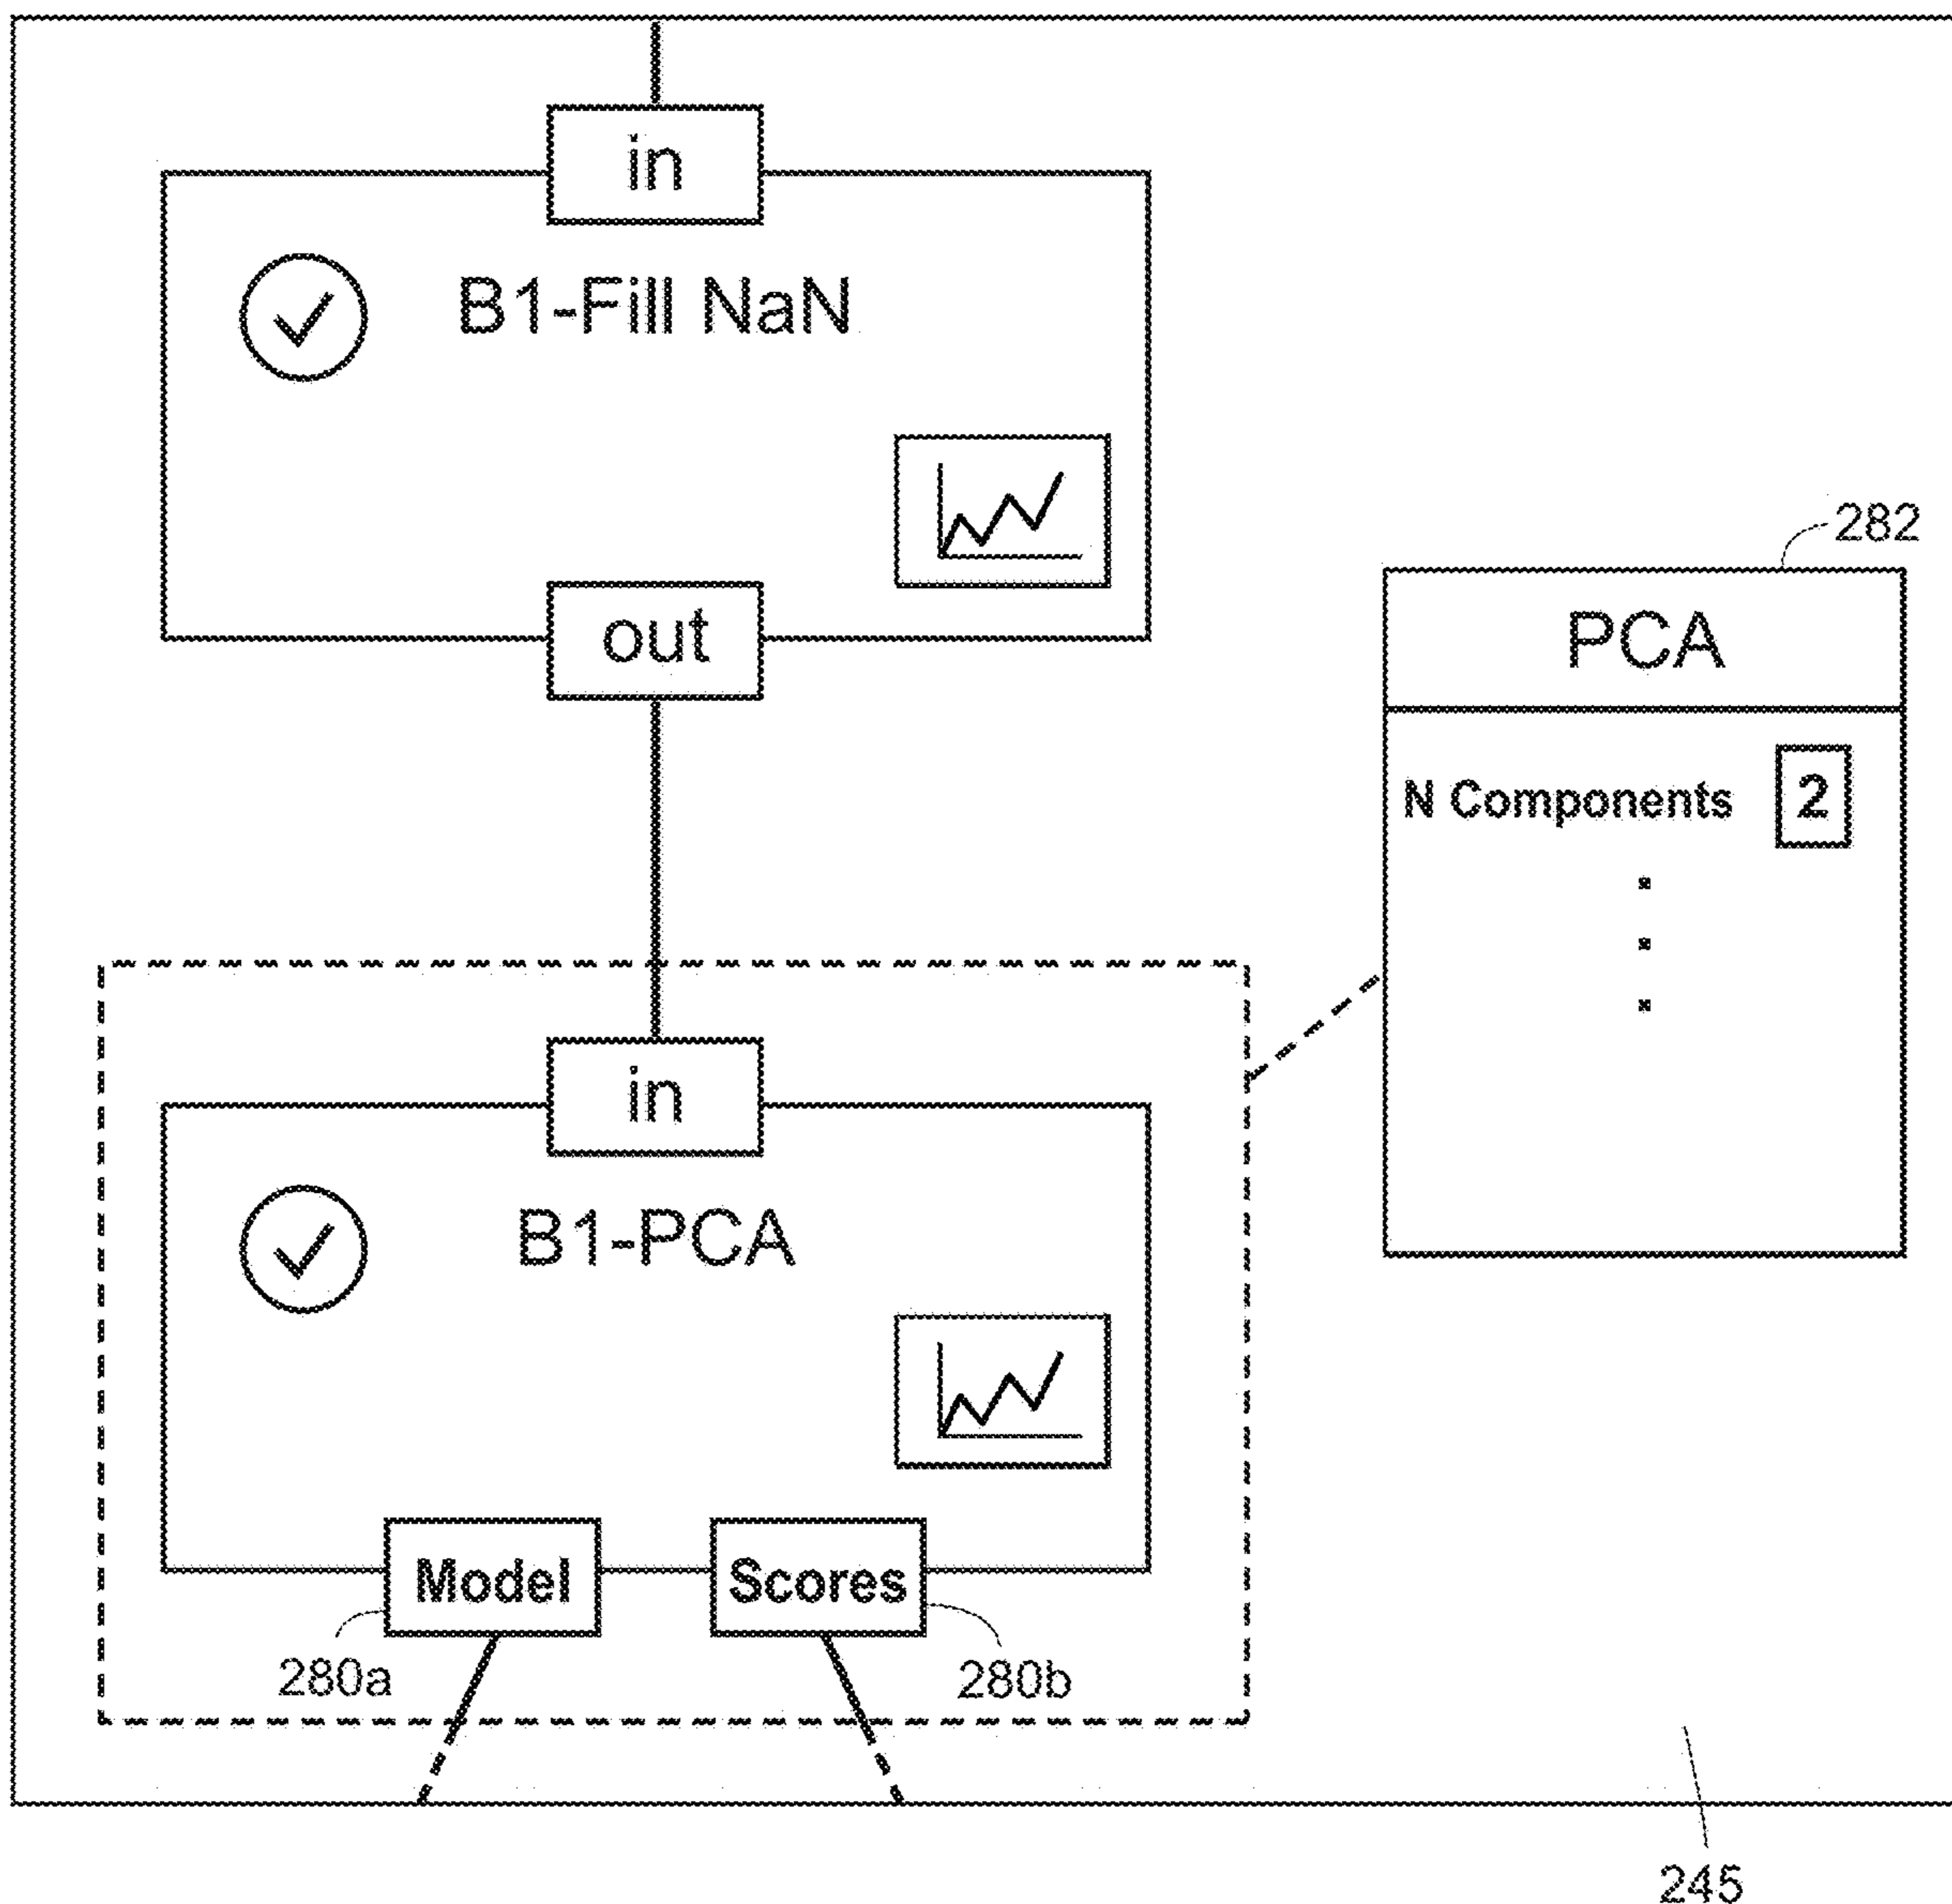 in
B1-Fill NaN
out
282
PCA
N Components 2
in
B1-PCA
Model
Scores
280a
280b
245